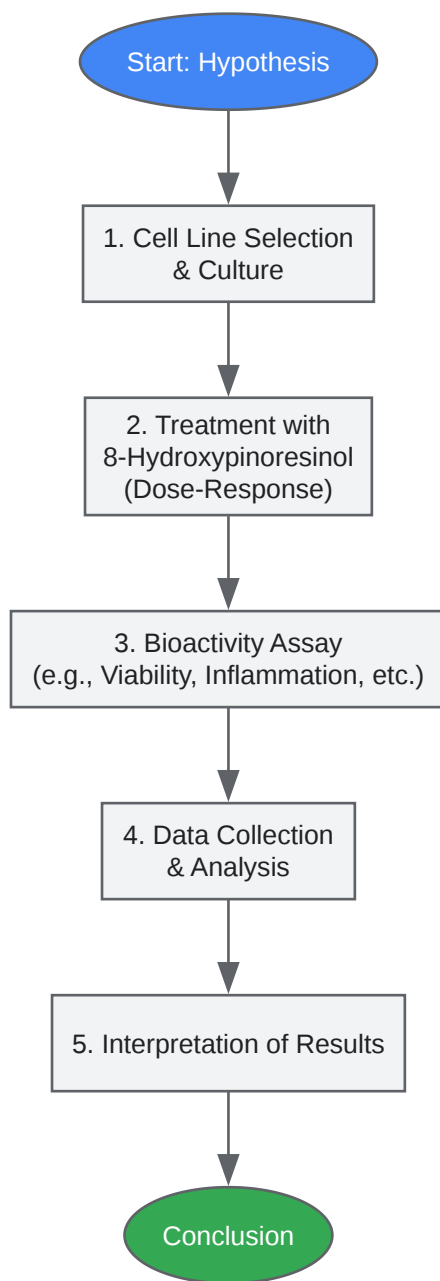 Start: Hypothesis
1. Cell Line Selection
& Culture
2. Treatment with
8-Hydroxypinoresinol
(Dose-Response)
3. Bioactivity Assay
(e.g., Viability, Inflammation, etc.)
4. Data Collection
& Analysis
5. Interpretation of Results
Conclusion